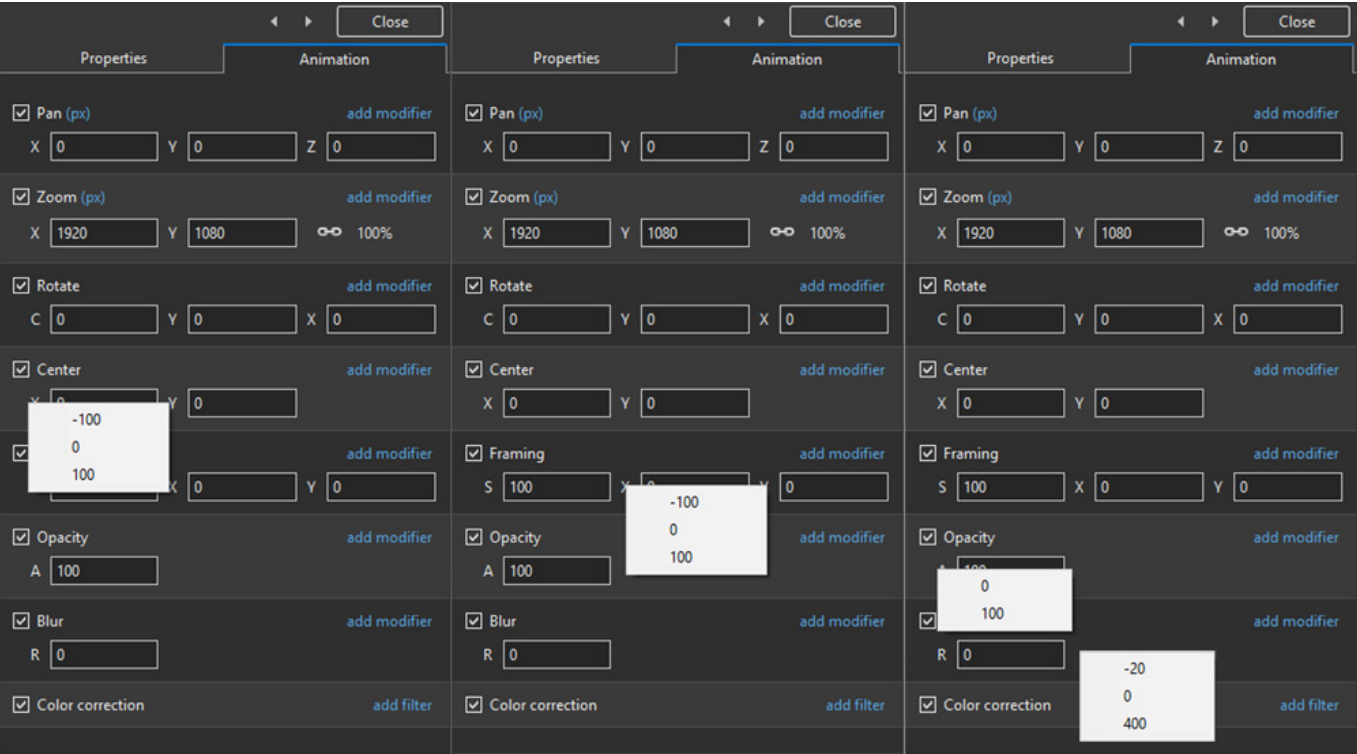 Close
Properties Animation
Pan (px) add modifier
X 0 Y 0 Z 0
Zoom (px) add modifier
X 1920 Y 1080 100%
Rotate add modifier
C 0 Y 0 X 0
Center add modifier
Y 0
-100
0
100
add modifier
X 0 Y 0
Opacity add modifier
A 100
Blur add modifier
R 0
Color correction add filter
Close
Properties Animation
Pan (px) add modifier
X 0 Y 0 Z 0
Zoom (px) add modifier
X 1920 Y 1080 100%
Rotate add modifier
C 0 Y 0 X 0
Center add modifier
X 0 Y 0
Framing add modifier
S 100 X 0
-100
0
100
Opacity add modifier
A 100
Blur add modifier
R 0
Color correction add filter
Close
Properties Animation
Pan (px) add modifier
X 0 Y 0 Z 0
Zoom (px) add modifier
X 1920 Y 1080 100%
Rotate add modifier
C 0 Y 0 X 0
Center add modifier
X 0 Y 0
Framing add modifier
S 100 X 0 Y 0
Opacity add modifier
0
100
add modifier
R 0
-20
0
400
Color correction add filter